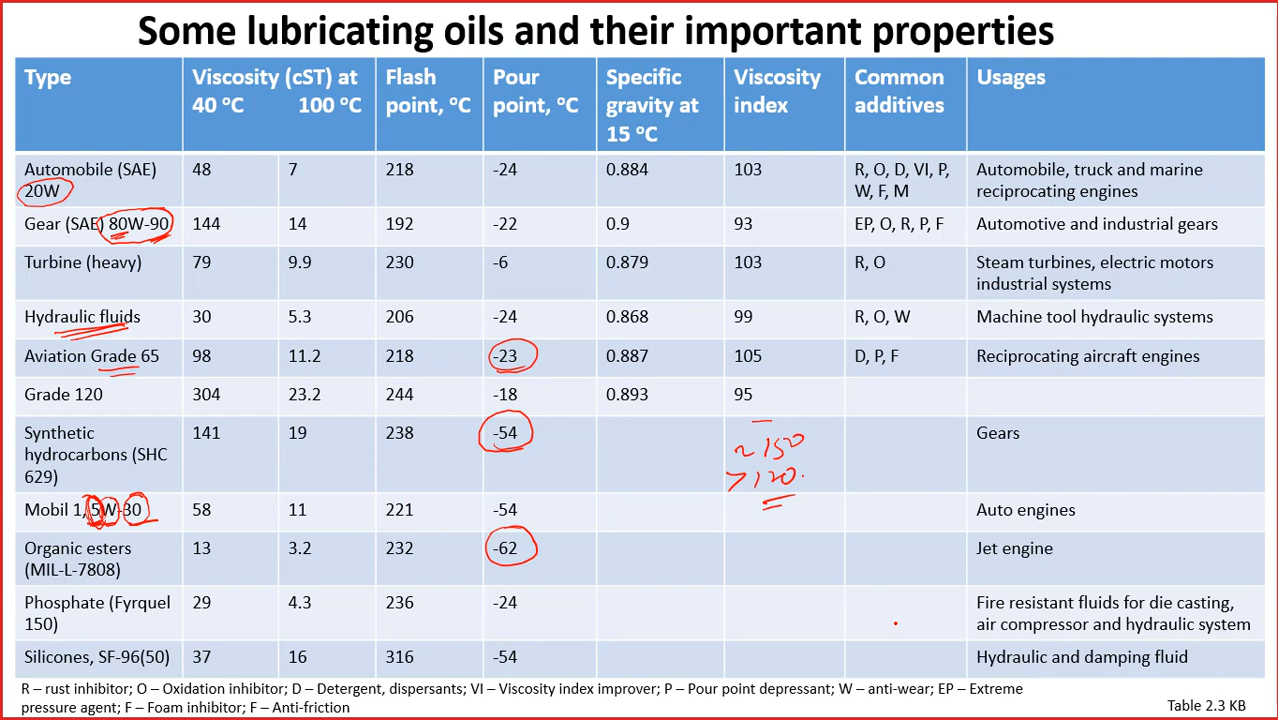 Some lubricating oils and their important properties
Type Viscosity (cST) at Flash Pour Specific Viscosity Common Usages
40 ºC 100 ºC point, ºC point, ºC gravity at index additives
15 ºC
Automobile (SAE) 48 7 218 -24 0.884 103 R, O, D, VI, P, Automobile, truck and marine
20W W, F, M reciprocating engines
Gear (SAE) 80W-90 144 14 192 -22 0.9 93 EP, O, R, P, F Automotive and industrial gears
Turbine (heavy) 79 9.9 230 -6 0.879 103 R, O Steam turbines, electric motors
industrial systems
Hydraulic fluids 30 5.3 206 -24 0.868 99 R, O, W Machine tool hydraulic systems
Aviation Grade 65 98 11.2 218 -23 0.887 105 D, P, F Reciprocating aircraft engines
Grade 120 304 23.2 244 -18 0.893 95
Synthetic 141 19 238 -54 ~ 150 Gears
hydrocarbons (SHC
629) > 120.
Mobil 1, 5W-30 58 11 221 -54 Auto engines
Organic esters 13 3.2 232 -62 Jet engine
(MIL-L-7808)
Phosphate (Fyrquel 29 4.3 236 -24 Fire resistant fluids for die casting,
150) air compressor and hydraulic system
Silicones, SF-96(50) 37 16 316 -54 Hydraulic and damping fluid
R – rust inhibitor; O – Oxidation inhibitor; D – Detergent, dispersants; VI – Viscosity index improver; P – Pour point depressant; W – anti-wear; EP – Extreme
pressure agent; F – Foam inhibitor; F – Anti-friction
Table 2.3 KB